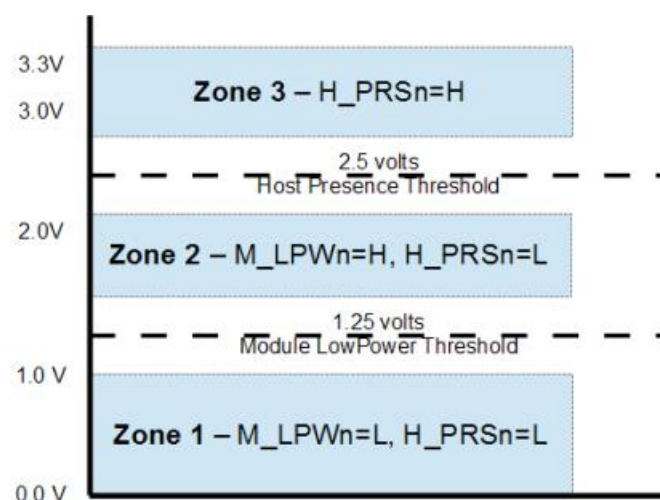 3.3V
Zone 3 – H_PRSn=H
3.0V
2.5 volts
Host Presence Threshold
2.0V
Zone 2 – M_LPWn=H, H_PRSn=L
1.25 volts
Module LowPower Threshold
1.0 V
Zone 1 – M_LPWn=L, H_PRSn=L
0.0 V